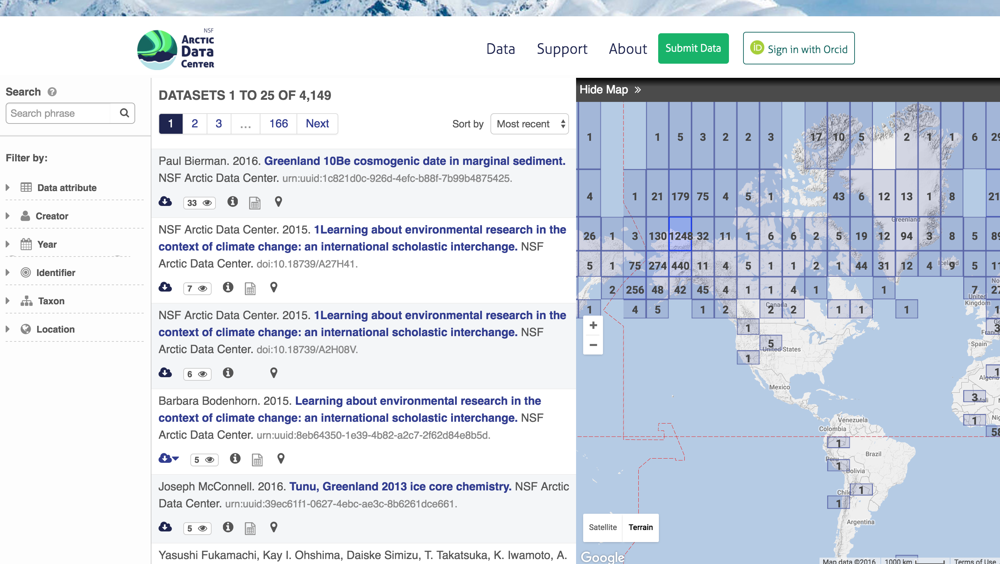 NSF
ARCTIC
DATA
CENTER
Data Support About Submit Data iD Sign in with Orcid
Search ?
Search phrase
Filter by:
Data attribute
Creator
Year
Identifier
Taxon
Location
DATASETS 1 TO 25 OF 4,149
1 2 3 ... 166 Next
Sort by Most recent
Paul Bierman. 2016. Greenland 10Be cosmogenic date in marginal sediment.
NSF Arctic Data Center. urn:uuid:1c821d0c-926d-4efc-b88f-7b99b4875425.
33
NSF Arctic Data Center. 2015. 1Learning about environmental research in the
context of climate change: an international scholastic interchange. NSF
Arctic Data Center. doi:10.18739/A27H41.
7
NSF Arctic Data Center. 2015. 1Learning about environmental research in the
context of climate change: an international scholastic interchange. NSF
Arctic Data Center. doi:10.18739/A2H08V.
6
Barbara Bodenhorn. 2015. Learning about environmental research in the
context of climate change: an international scholastic interchange. NSF
Arctic Data Center. urn:uuid:8eb64350-1e39-4b82-a2c7-2f62d84e8b5d.
5
Joseph McConnell. 2016. Tunu, Greenland 2013 ice core chemistry. NSF Arctic
Data Center. urn:uuid:39ec61f1-0627-4ebc-ae3c-8b6261dce661.
5
Yasushi Fukamachi, Kay I. Ohshima, Daiske Simizu, T. Takatsuka, K. Iwamoto, A.
Hide Map »
1 1 5 3 2 2 3 17 10 5 2 1 1 6 29
4 1 21 179 75 4 5 1 43 6 12 13 1 8 21
Greenland
26 1 3 130 1248 32 11 1 6 6 2 5 19 12 94 3 8 5 89
5 1 75 274 440 11 4 5 1 1 2 1 44 31 12 4 9 5 11
Iceland
2 256 48 42 45 4 1 1 4 1 1 7 27
United
Kingdom
Canada
1 4 5 1 2 2 2 1 1 1 1
+
1 3
France
−
5
United States
Spain
1
1
Algeria
Mexico
3
Mali
Venezuela
1
Colombia
58
1
Brazil
Peru
1
Bolivia
1
Chile
1
Argentina
Satellite Terrain
Google
Map data ©2016 1000 km Terms of Use